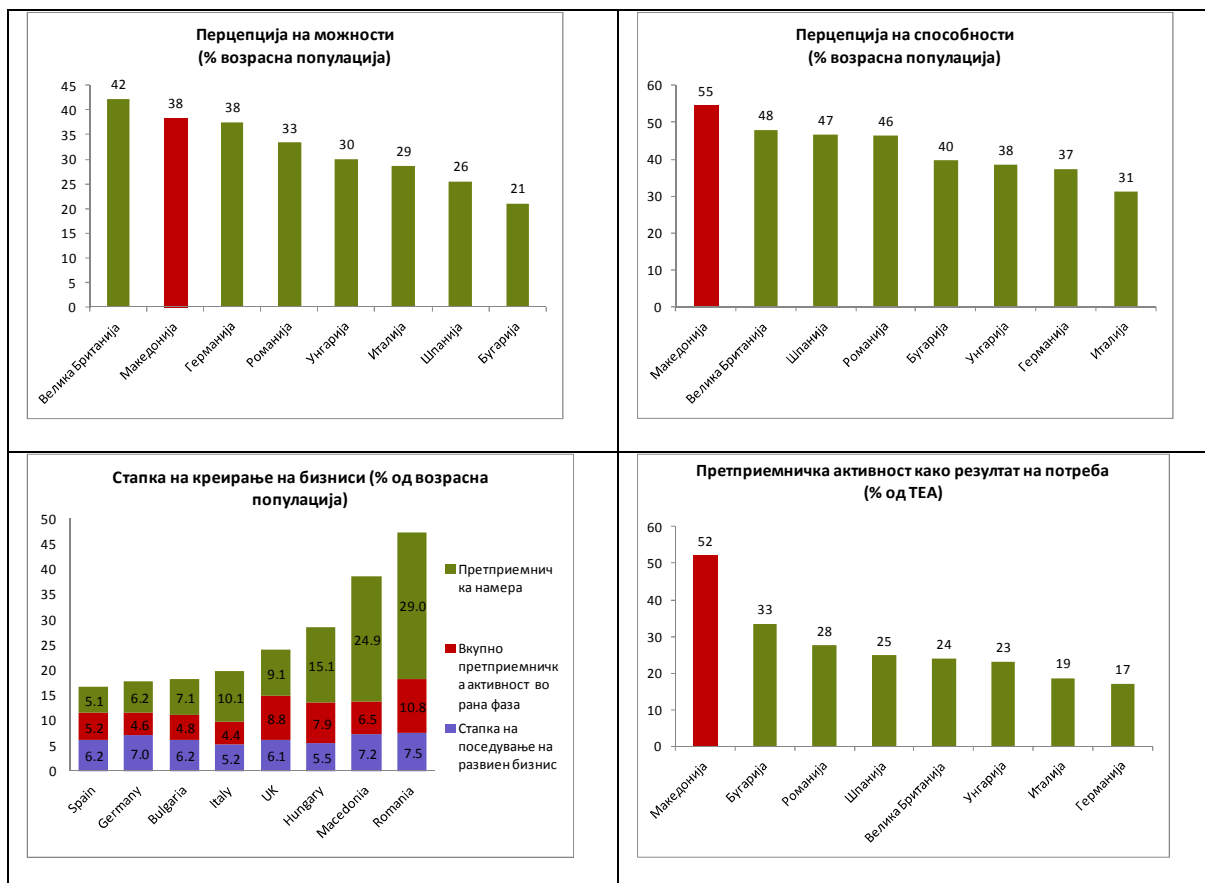 Перцепција на можности
(% возрасна популација)
45
40
35
30
25
20
15
10
5
0
42
38
38
33
30
29
26
21
Велика Британија
Македонија
Германија
Романија
Унгарија
Италија
Шпанија
Бугарија
Перцепција на способности
(% возрасна популација)
60
50
40
30
20
10
0
55
48
47
46
40
38
37
31
Македонија
Велика Британија
Шпанија
Романија
Бугарија
Унгарија
Германија
Италија
Стапка на креирање на бизниси (% од возрасна
популација)
50
45
40
35
30
25
20
15
10
5
0
5.1
6.2
7.1
10.1
9.1
15.1
24.9
29.0
5.2
4.6
4.8
4.4
8.8
7.9
6.5
10.8
6.2
7.0
6.2
5.2
6.1
5.5
7.2
7.5
Spain
Germany
Bulgaria
Italy
UK
Hungary
Macedonia
Romania
Претприемнич
ка намера
Вкупно
претприемничк
а активност во
рана фаза
Стапка на
поседување на
развиен бизнис
Претприемничка активност како резултат на потреба
(% од TEA)
60
50
40
30
20
10
0
52
33
28
25
24
23
19
17
Македонија
Бугарија
Романија
Шпанија
Велика Британија
Унгарија
Италија
Германија